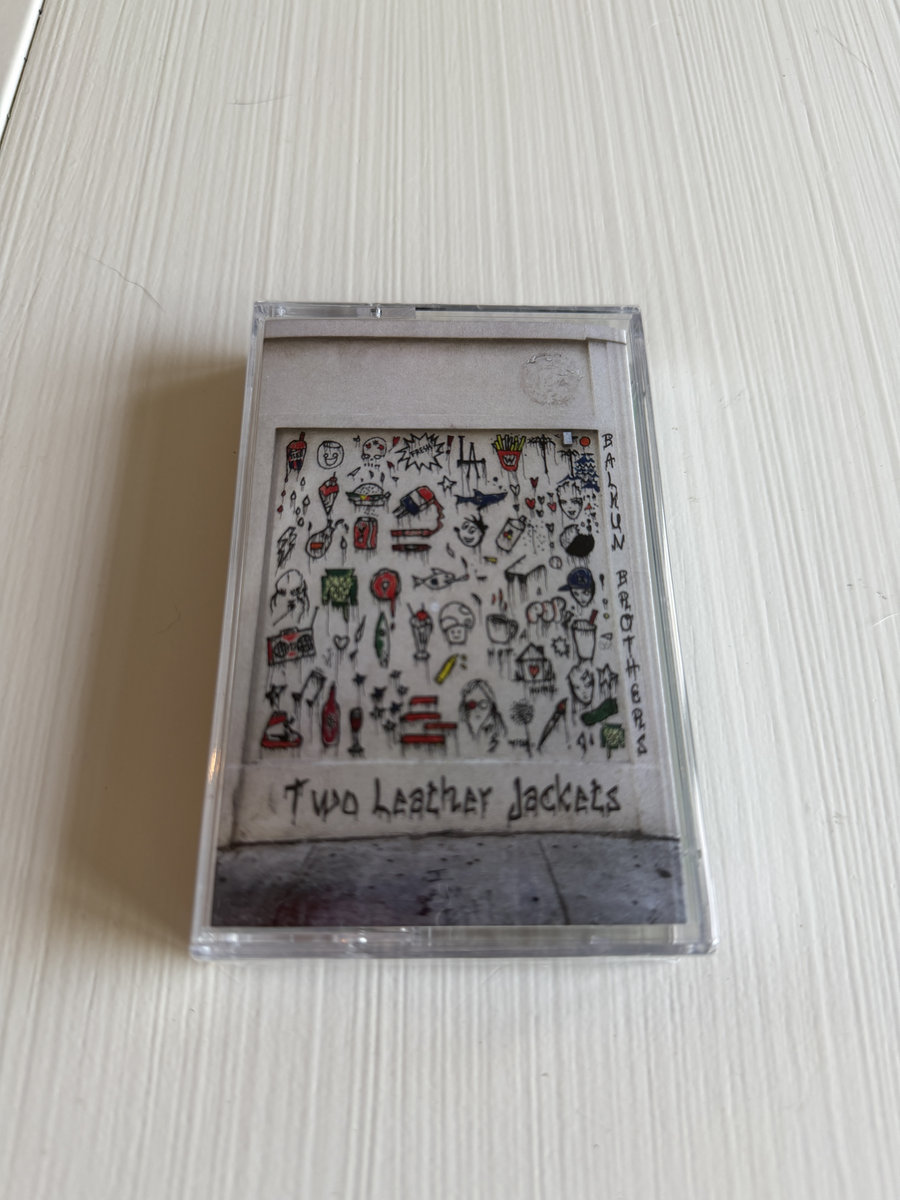 FRESH
LA
BALKUN BROTHERS
Two Leather Jackets